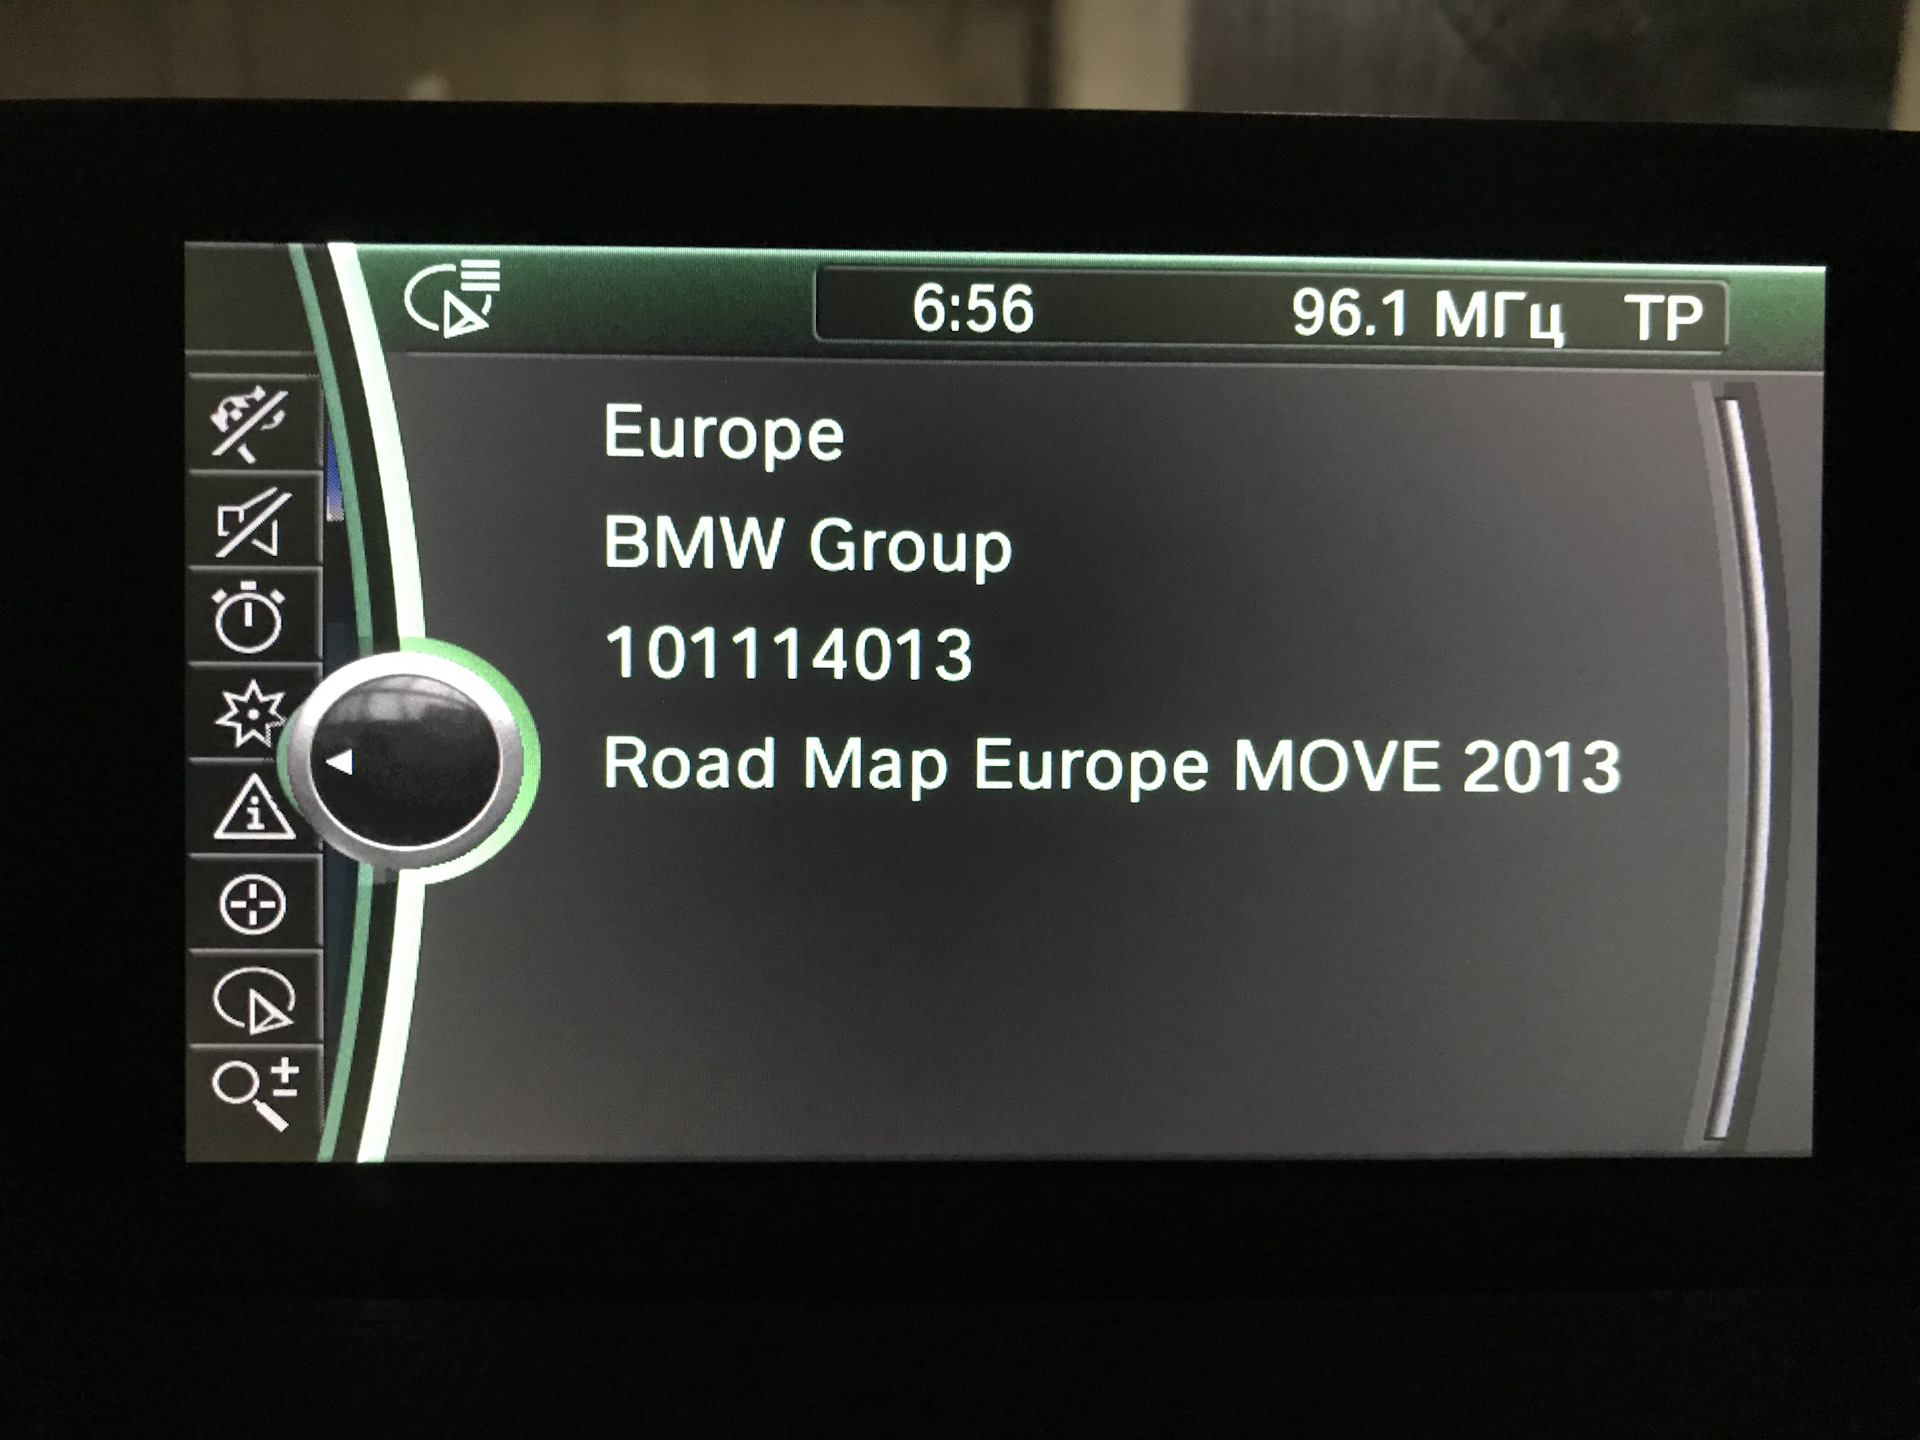 6:56 96.1 МГц TP
Europe
BMW Group
101114013
Road Map Europe MOVE 2013